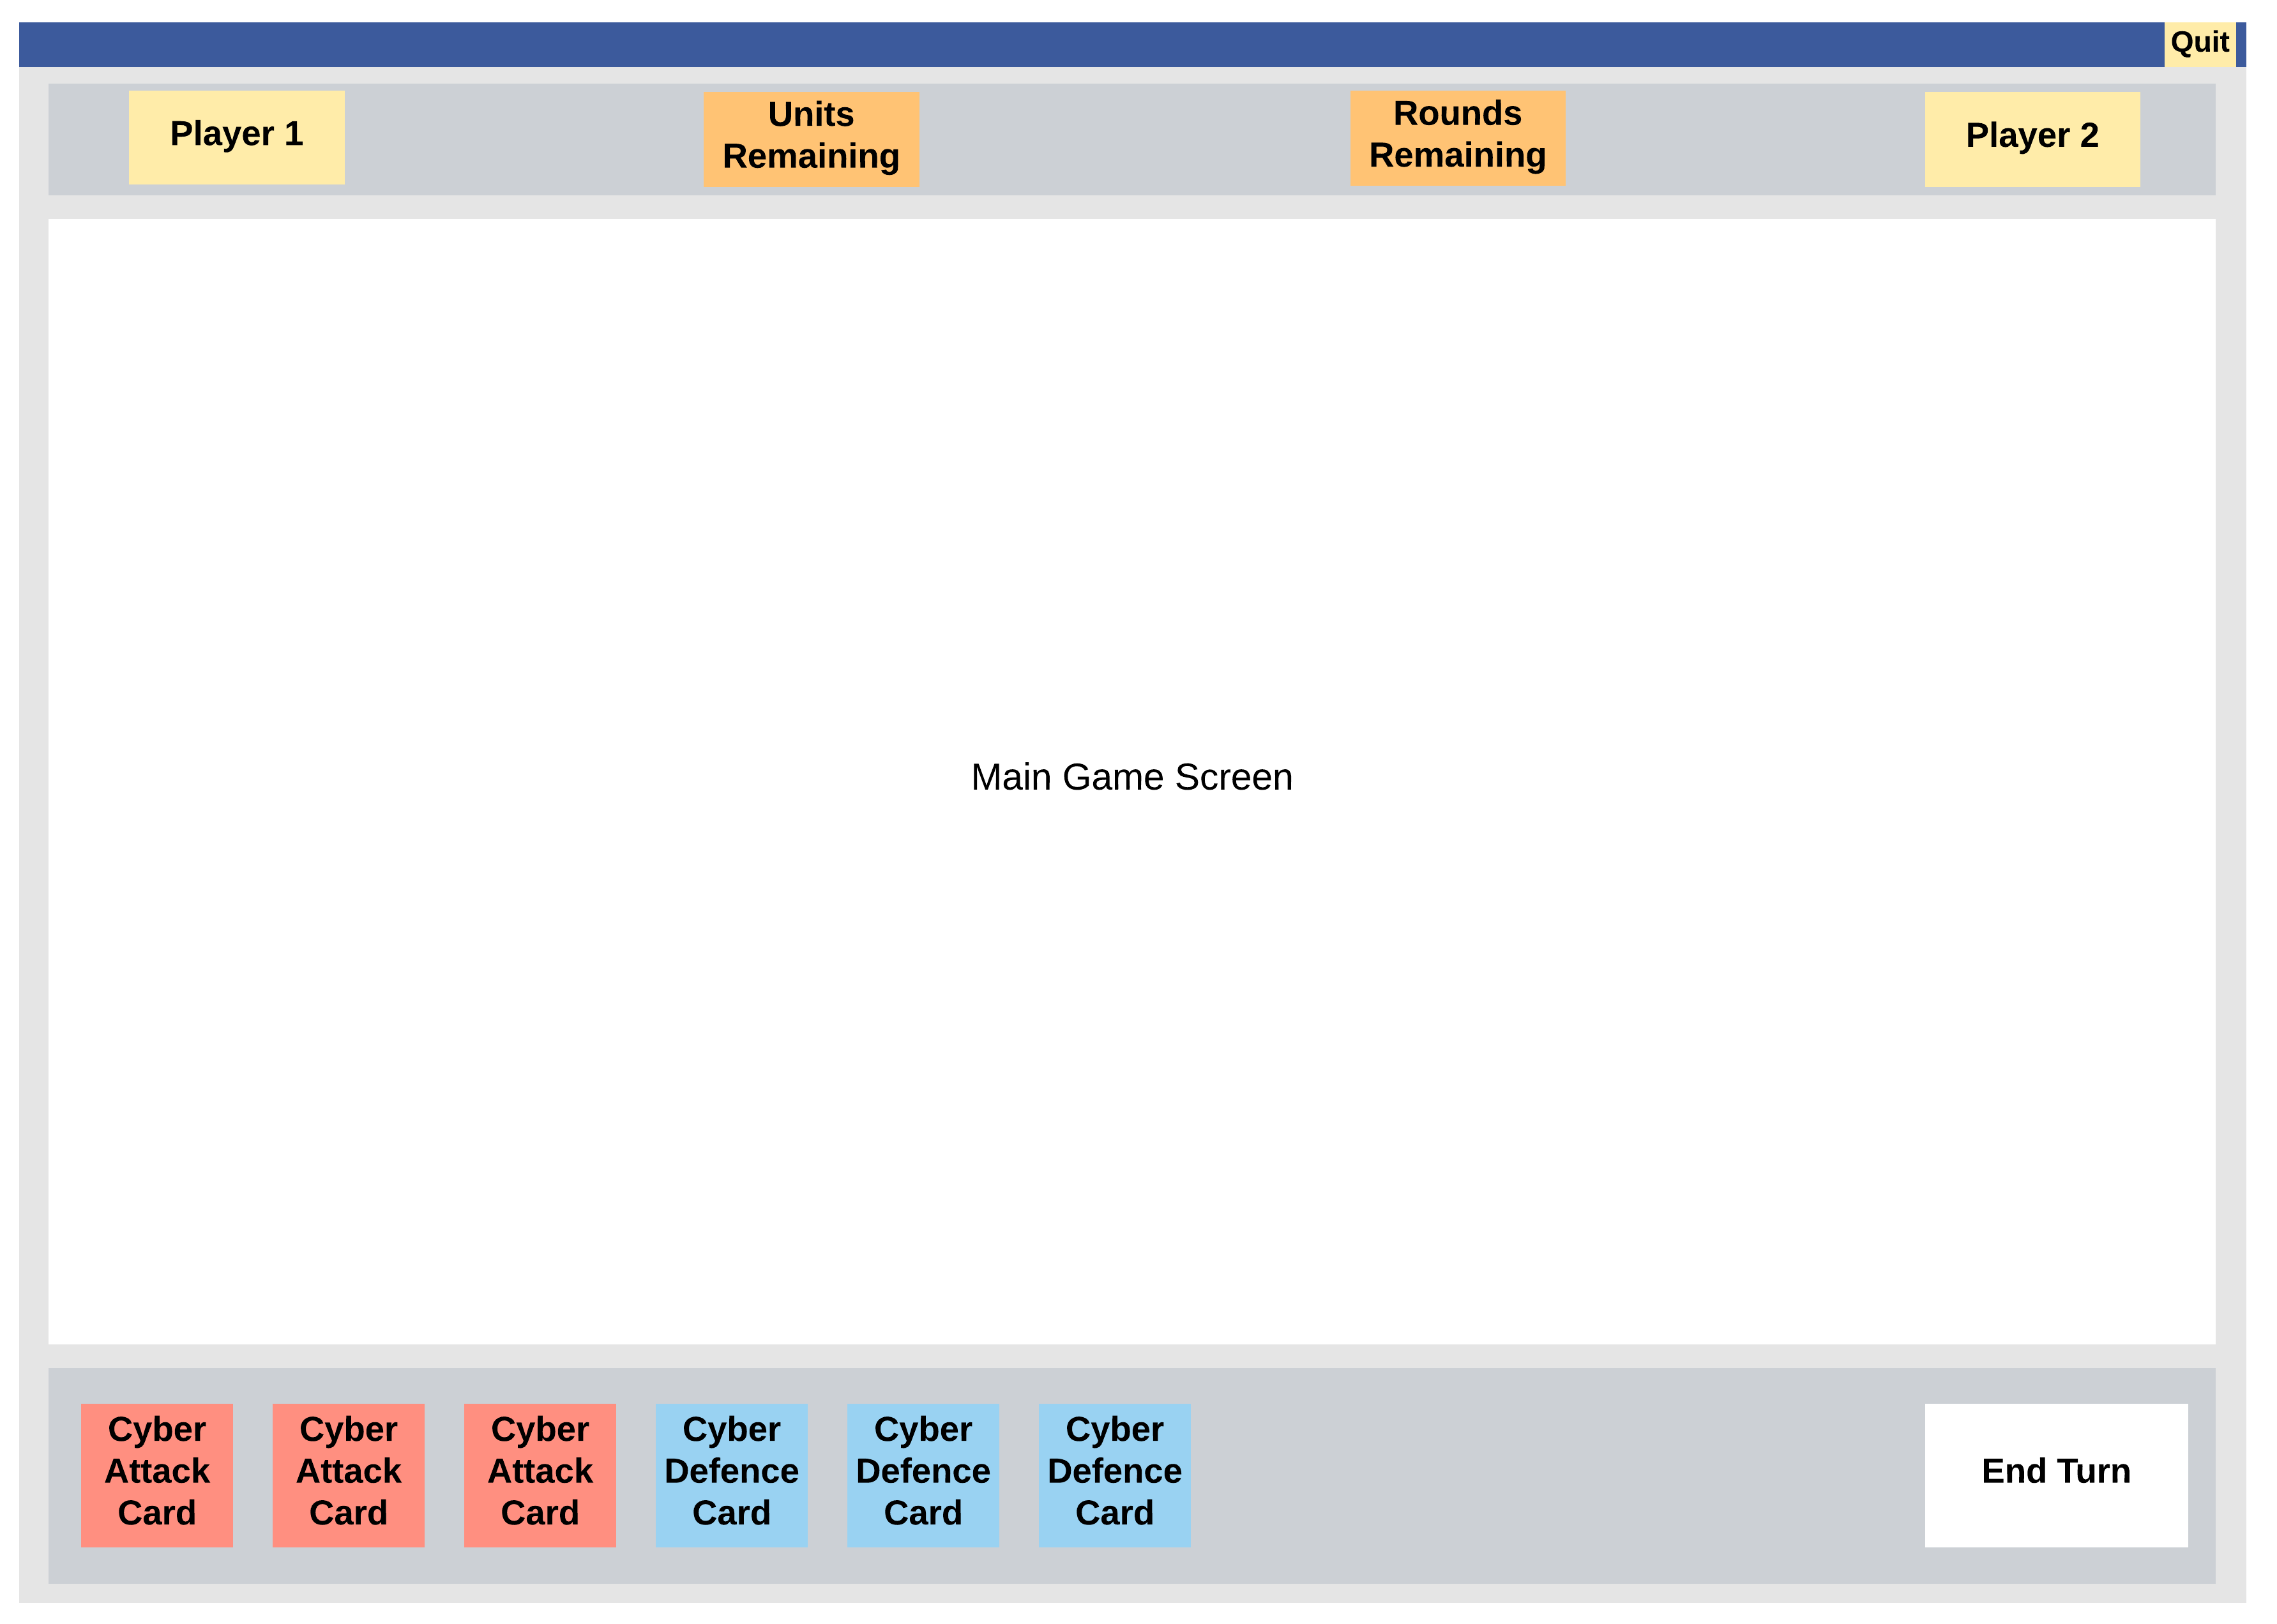 Quit
Player 1
Units
Remaining
Rounds
Remaining
Player 2
Main Game Screen
Cyber
Attack
Card
Cyber
Attack
Card
Cyber
Attack
Card
Cyber
Defence
Card
Cyber
Defence
Card
Cyber
Defence
Card
End Turn